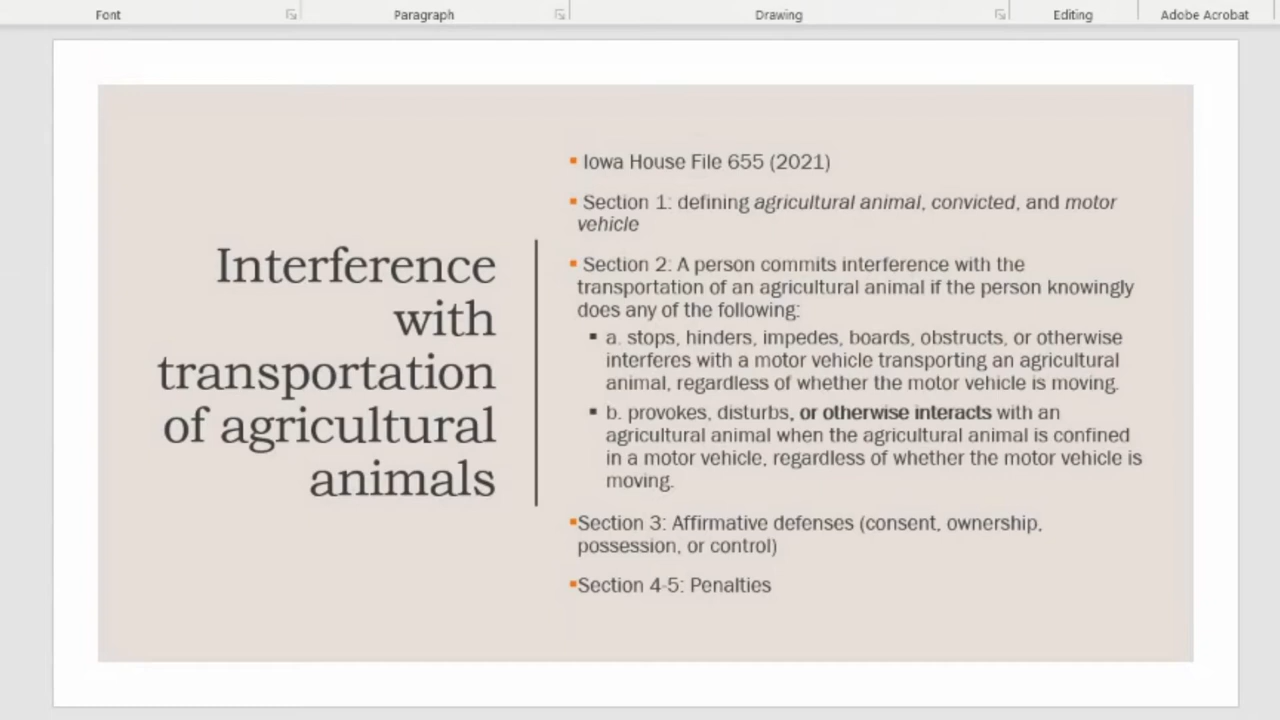 Font Paragraph Drawing Editing Adobe Acrobat
Interference
with
transportation
of agricultural
animals
Iowa House File 655 (2021)
Section 1: defining agricultural animal, convicted, and motor
vehicle
Section 2: A person commits interference with the
transportation of an agricultural animal if the person knowingly
does any of the following:
a. stops, hinders, impedes, boards, obstructs, or otherwise
interferes with a motor vehicle transporting an agricultural
animal, regardless of whether the motor vehicle is moving.
b. provokes, disturbs, or otherwise interacts with an
agricultural animal when the agricultural animal is confined
in a motor vehicle, regardless of whether the motor vehicle is
moving.
Section 3: Affirmative defenses (consent, ownership,
possession, or control)
Section 4-5: Penalties